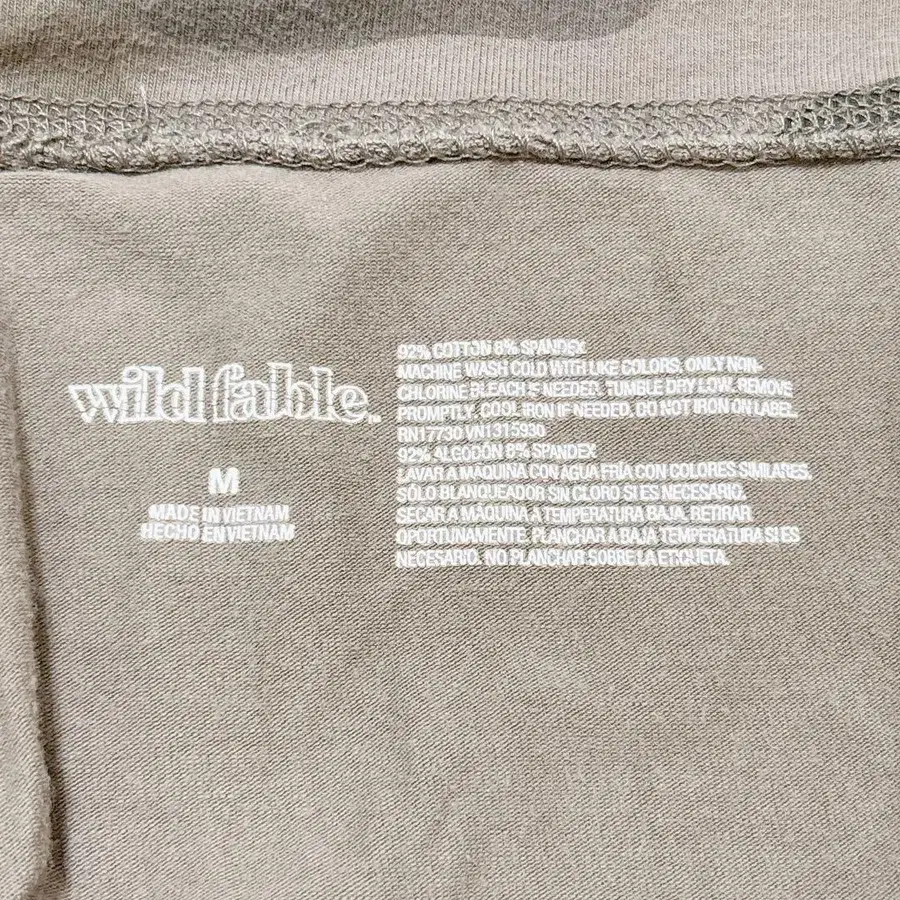 wild fable.
M
MADE IN VIETNAM
HECHO EN VIETNAM
92% COTTON 8% SPANDEX
MACHINE WASH COLD WITH LIKE COLORS, ONLY NON-
CHLORINE BLEACH IF NEEDED, TUMBLE DRY LOW, REMOVE
PROMPTLY, COOL IRON IF NEEDED. DO NOT IRON ON LABEL.
RN17730 VN1315930
92% ALGODÓN 8% SPANDEX
LAVAR A MÁQUINA CON AGUA FRÍA CON COLORES SIMILARES,
SÓLO BLANQUEADOR SIN CLORO SI ES NECESARIO,
SECAR A MÁQUINA A TEMPERATURA BAJA, RETIRAR
OPORTUNAMENTE. PLANCHAR A BAJA TEMPERATURA SI ES
NECESARIO. NO PLANCHAR SOBRE LA ETIQUETA.